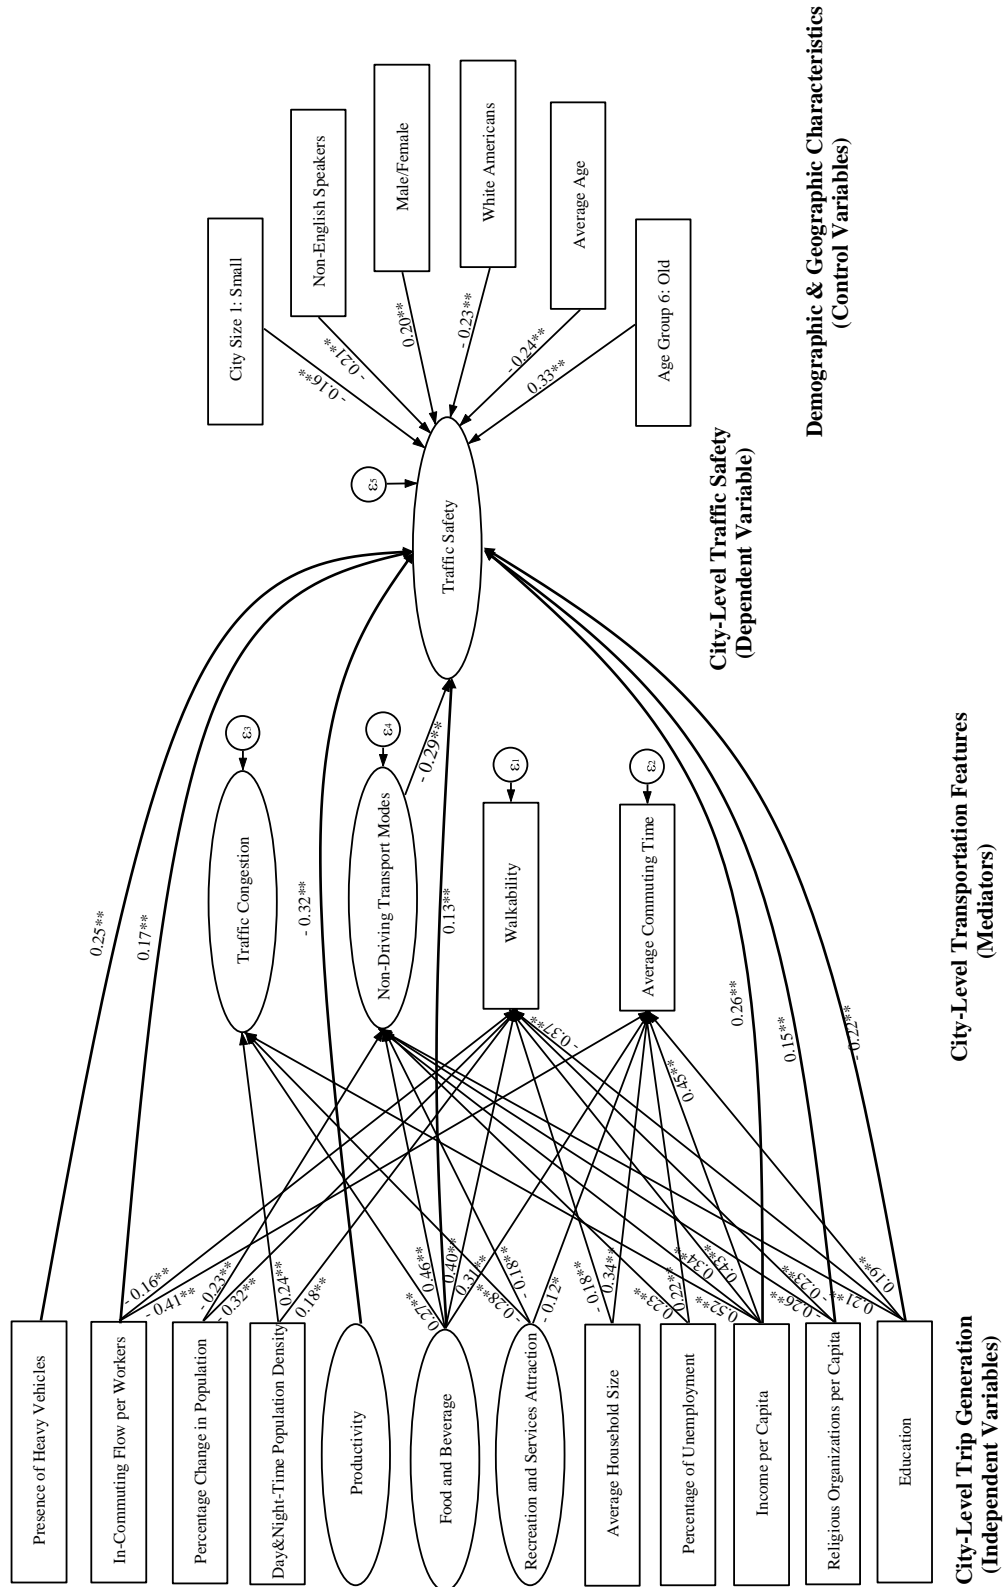 Presence of Heavy Vehicles
In-Commuting Flow per Workers
Percentage Change in Population
Day&Night-Time Population Density
Productivity
Food and Beverage
Recreation and Services Attraction
Average Household Size
Percentage of Unemployment
Income per Capita
Religious Organizations per Capita
Education
City-Level Trip Generation
(Independent Variables)
0.25**
0.17**
- 0.16**
- 0.41**
- 0.23**
- 0.32**
0.24**
0.18**
- 0.32**
0.27**
0.46**
0.40**
0.31**
0.13**
- 0.28**
- 0.18**
- 0.12*
- 0.18**
0.34**
0.23**
0.22**
0.53**
0.34**
0.43**
0.45**
0.26**
- 0.26**
- 0.23**
0.15**
- 0.21**
- 0.37**
0.19**
- 0.22**
Traffic Congestion
ε3
Non-Driving Transport Modes
ε4
Walkability
ε1
Average Commuting Time
ε2
City-Level Transportation Features
(Mediators)
- 0.29**
Traffic Safety
ε5
City-Level Traffic Safety
(Dependent Variable)
- 0.16**
- 0.21**
0.20**
- 0.23**
- 0.24**
0.33**
City Size 1: Small
Non-English Speakers
Male/Female
White Americans
Average Age
Age Group 6: Old
Demographic & Geographic Characteristics
(Control Variables)